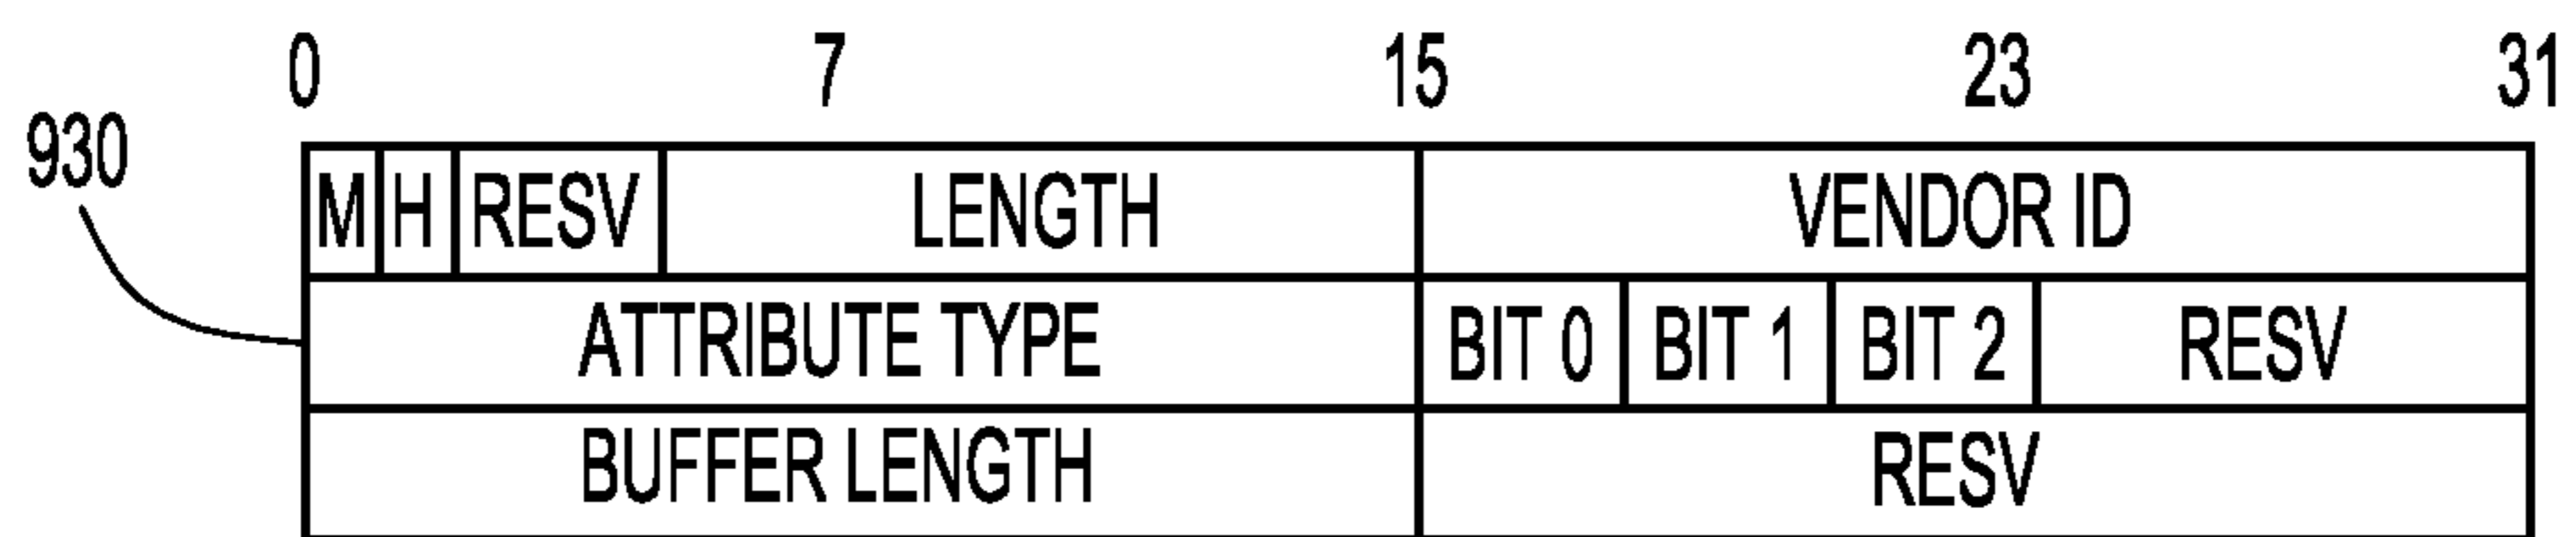 0 7 15 23 31
930
M H RESV LENGTH VENDOR ID
ATTRIBUTE TYPE BIT 0 BIT 1 BIT 2 RESV
BUFFER LENGTH RESV